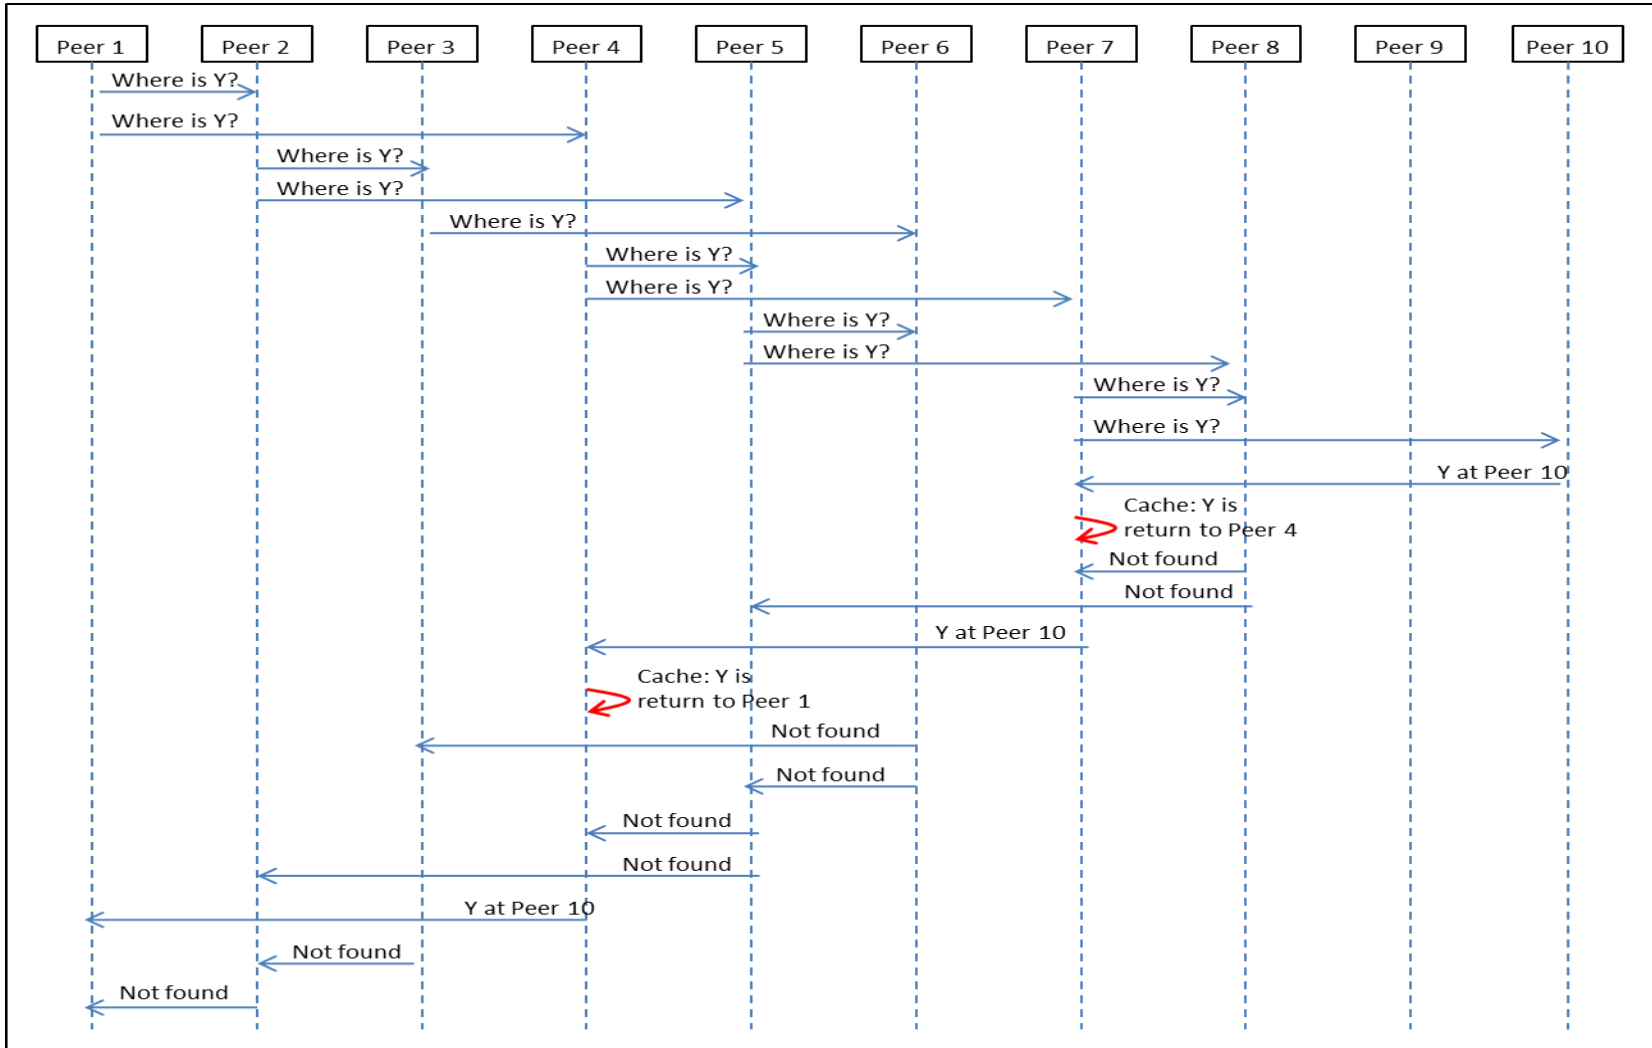 Peer 1
Peer 2
Peer 3
Peer 4
Peer 5
Peer 6
Peer 7
Peer 8
Peer 9
Peer 10
Where is Y?
Where is Y?
Where is Y?
Where is Y?
Where is Y?
Where is Y?
Where is Y?
Where is Y?
Where is Y?
Where is Y?
Where is Y?
Y at Peer 10
Cache: Y is
return to Peer 4
Not found
Not found
Y at Peer 10
Cache: Y is
return to Peer 1
Not found
Not found
Not found
Not found
Y at Peer 10
Not found
Not found